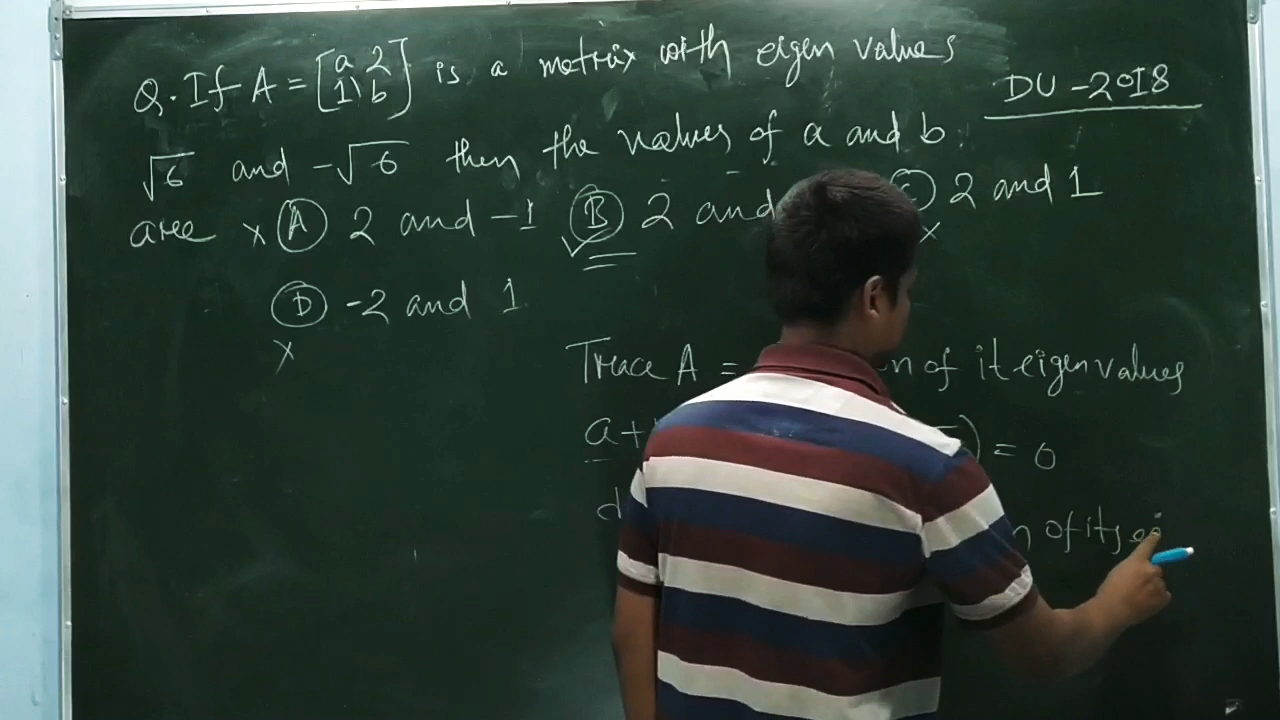 Q. If A = [a 2
1 b] is a matrix with eigen values
DU -2018
√6 and -√6 then the values of a and b.
are × (A) 2 and -1 (B) 2 and (C) 2 and 1
✓ ×
(D) -2 and 1
×
Trace A = n of it eigen values
a+ ) = 0
d n of its ei